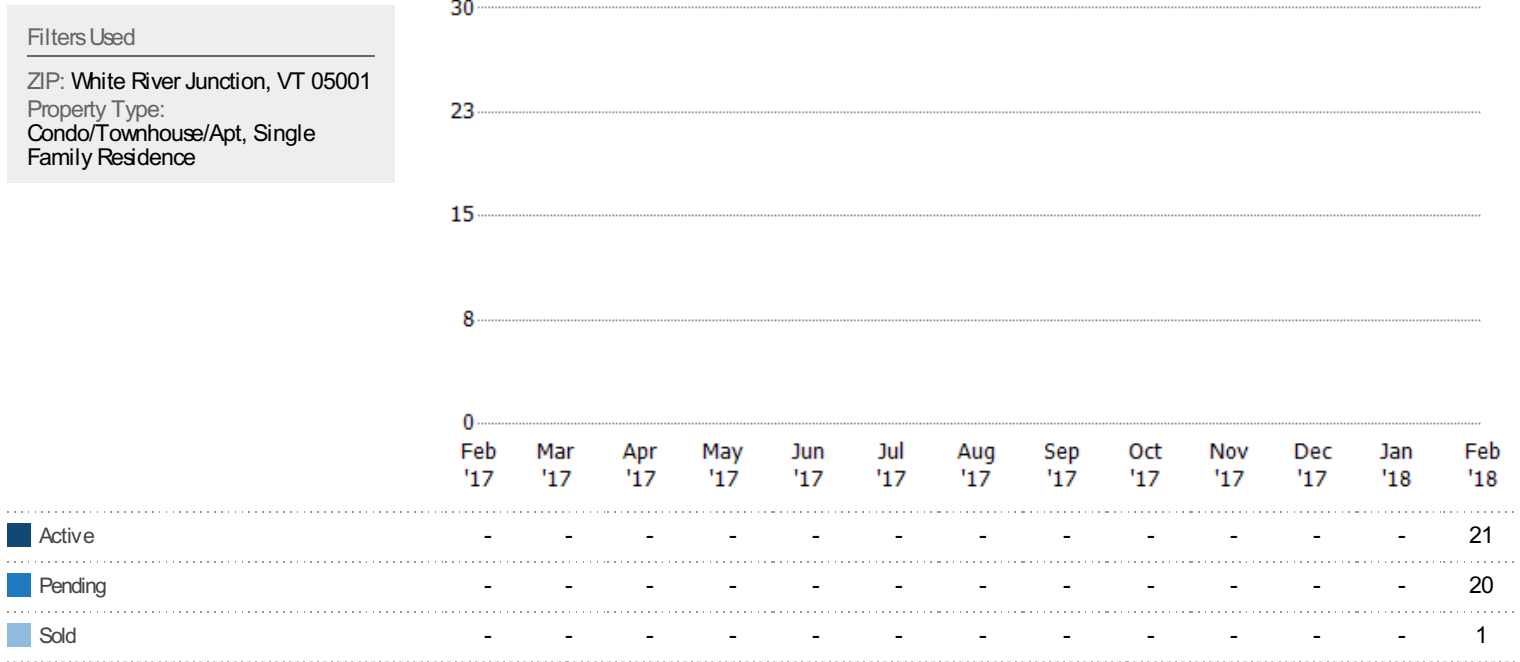 Filters Used
ZIP: White River Junction, VT 05001
Property Type:
Condo/Townhouse/Apt, Single
Family Residence
30
23
15
8
0
Feb Mar Apr May Jun Jul Aug Sep Oct Nov Dec Jan Feb
'17 '17 '17 '17 '17 '17 '17 '17 '17 '17 '17 '18 '18
Active - - - - - - - - - - - - 21
Pending - - - - - - - - - - - - 20
Sold - - - - - - - - - - - - 1